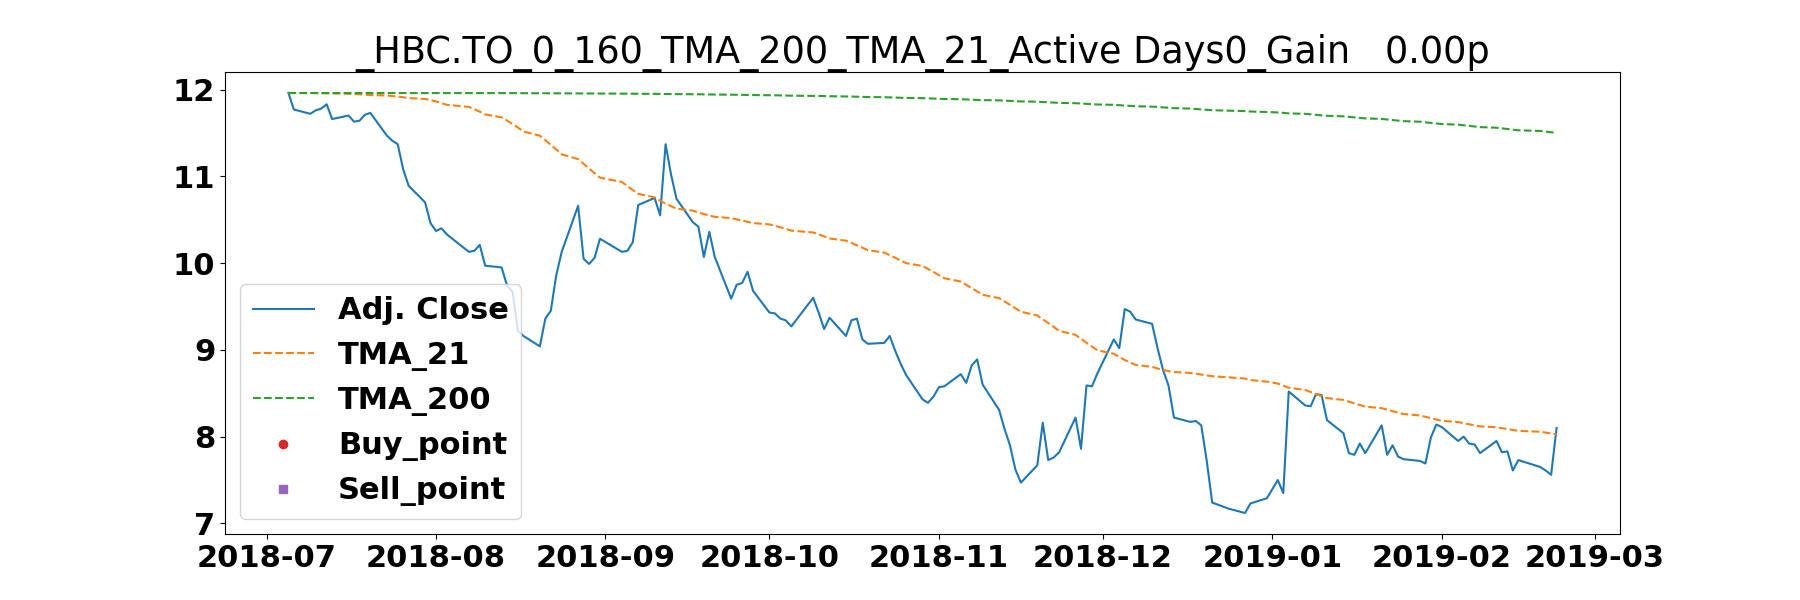 _HBC.TO_0_160_TMA_200_TMA_21_Active Days0_Gain   0.00p
12
11
10
9
8
7
Adj. Close
TMA_21
TMA_200
Buy_point
Sell_point
2018-07 2018-08 2018-09 2018-10 2018-11 2018-12 2019-01 2019-02 2019-03